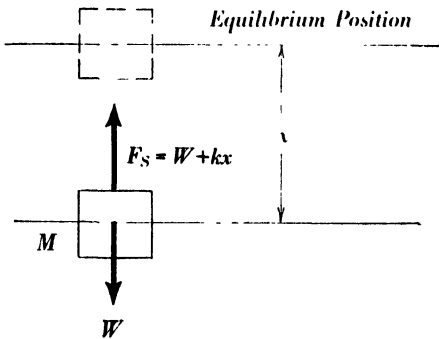 Equilibrium Position
F_S = W + kx
M
W